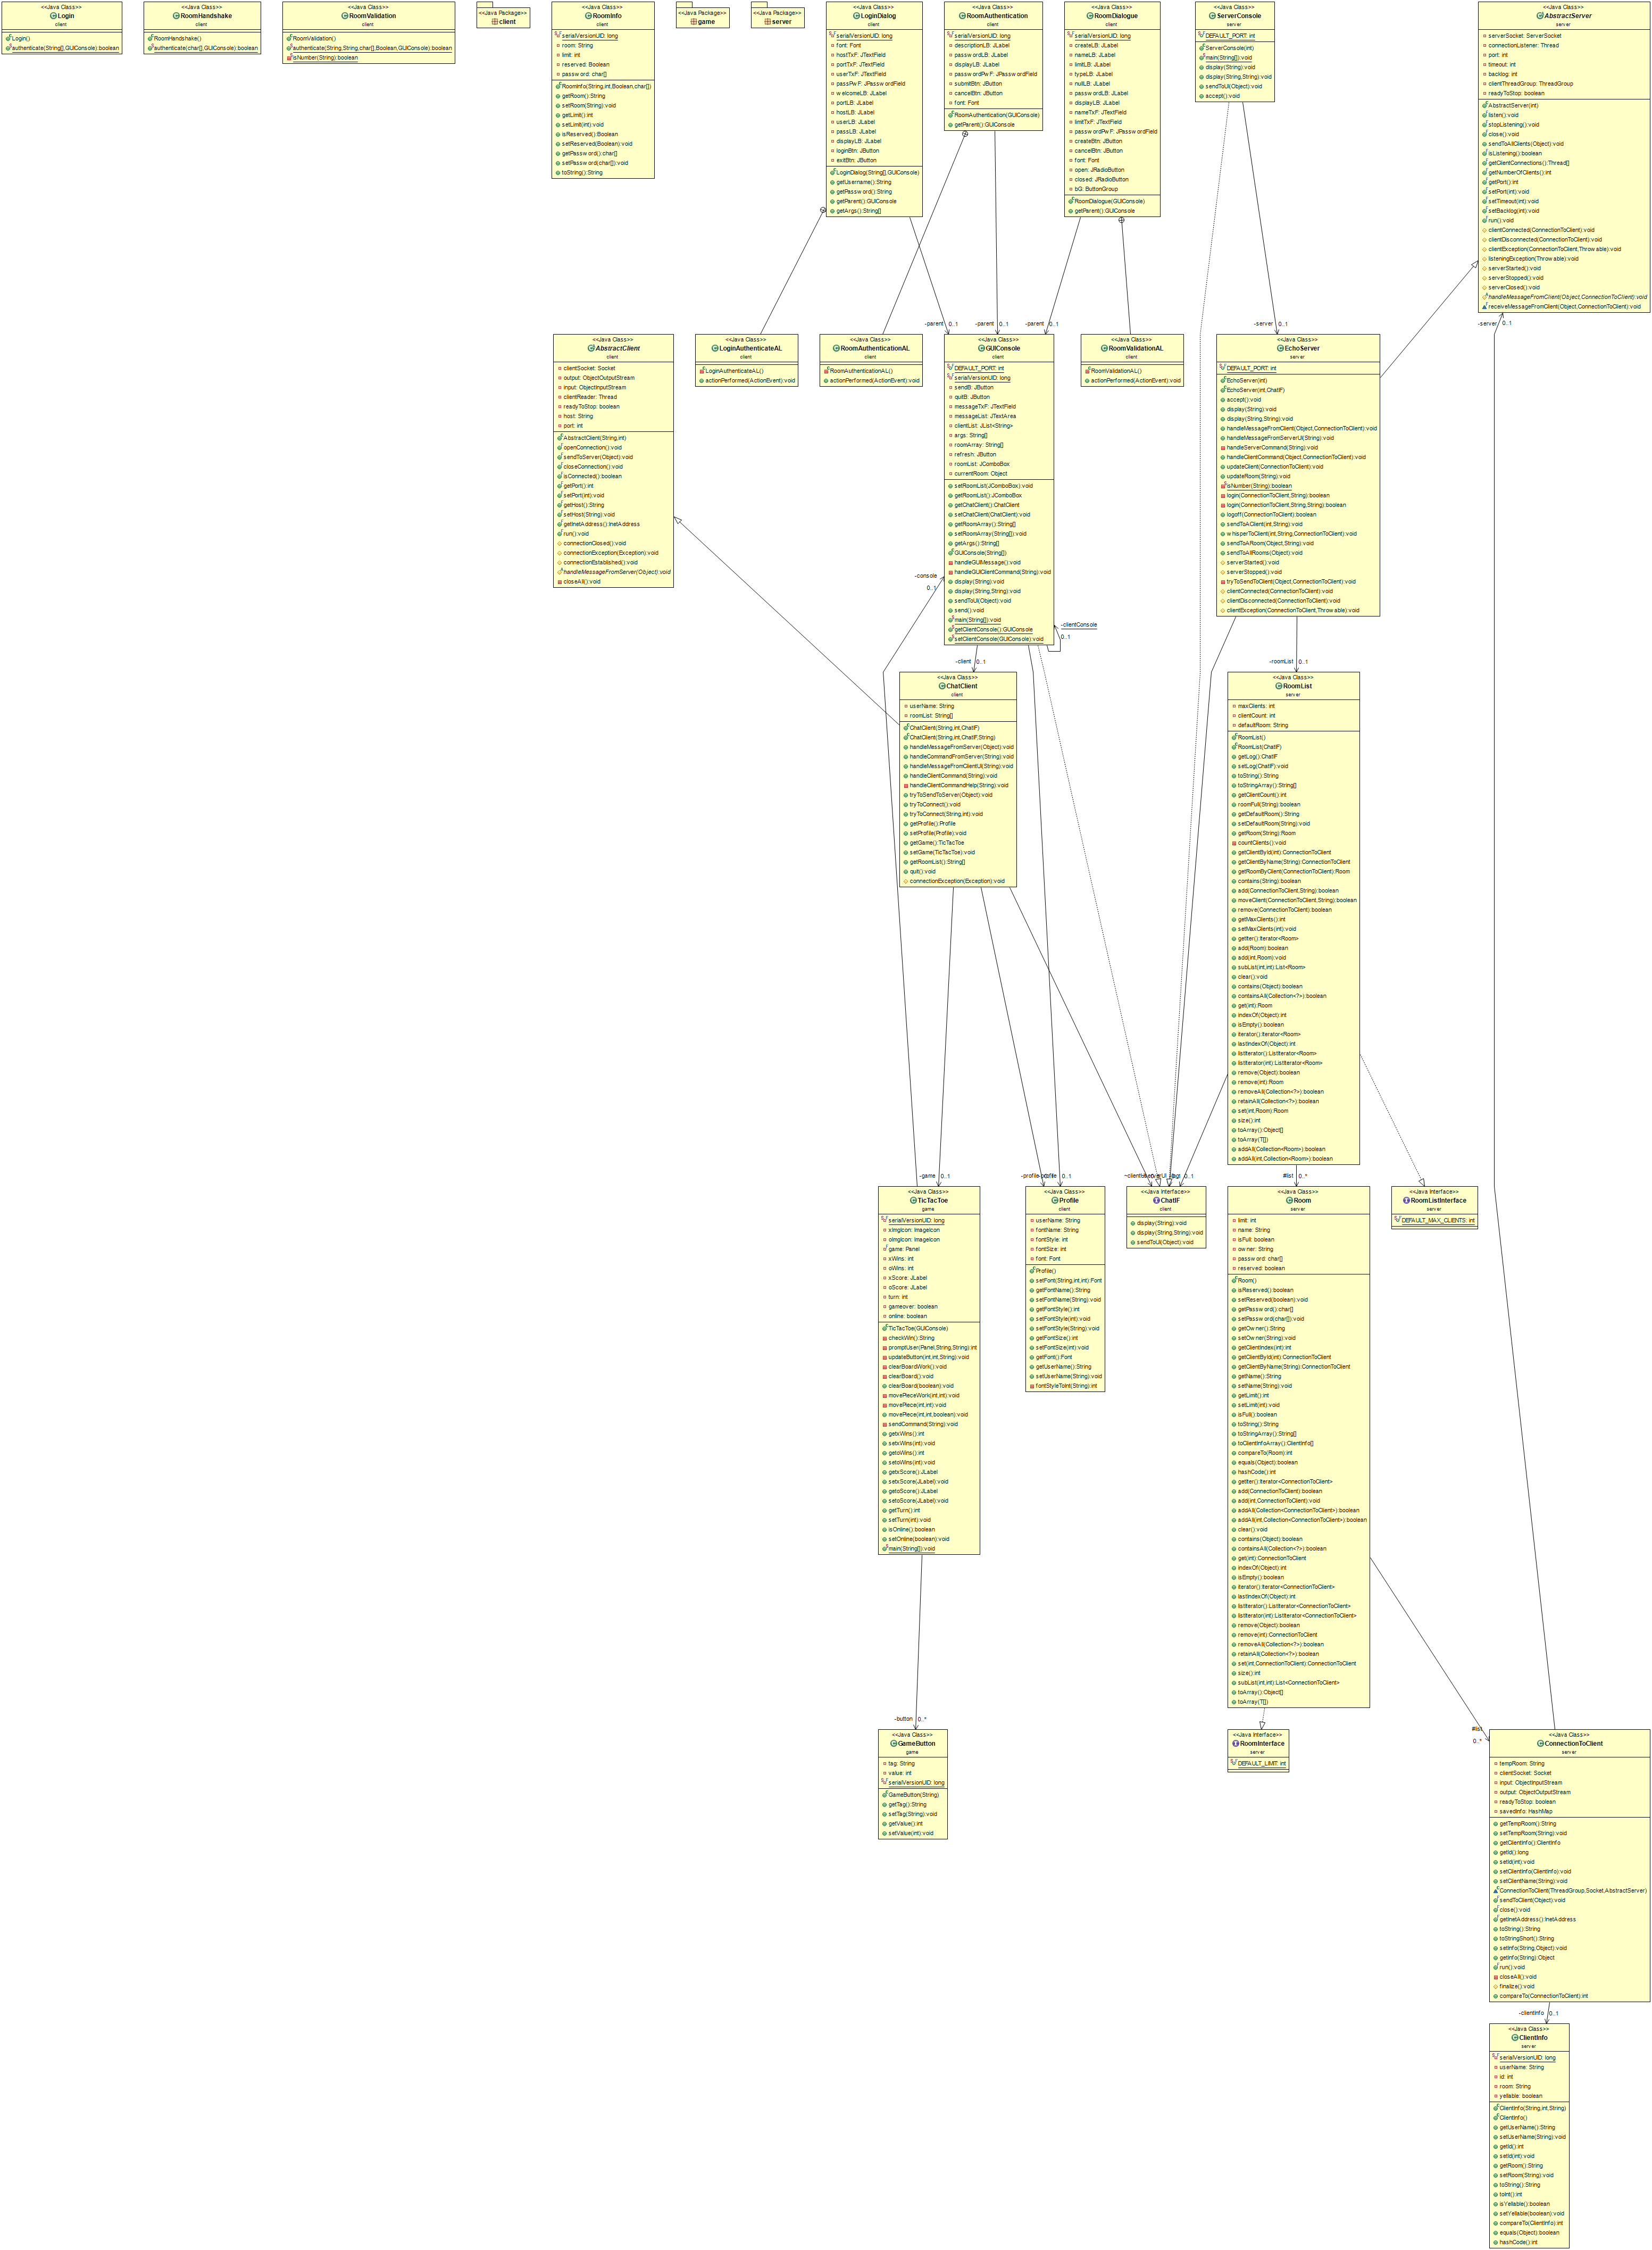 <<Java Class>>
Login
client
Login()
authenticate(String[],GUIConsole):boolean
<<Java Class>>
RoomHandshake
client
RoomHandshake()
authenticate(char[],GUIConsole):boolean
<<Java Class>>
RoomValidation
client
RoomValidation()
authenticate(String,String,char[],Boolean,GUIConsole):boolean
isNumber(String):boolean
<<Java Package>>
client
<<Java Class>>
RoomInfo
client
serialVersionUID: long
room: String
limit: int
reserved: Boolean
password: char[]
RoomInfo(String,int,Boolean,char[])
getRoom():String
setRoom(String):void
getLimit():int
setLimit(int):void
isReserved():Boolean
setReserved(Boolean):void
getPassword():char[]
setPassword(char[]):void
toString():String
<<Java Package>>
game
<<Java Package>>
server
<<Java Class>>
LoginDialog
client
serialVersionUID: long
font: Font
hostTxF: JTextField
portTxF: JTextField
userTxF: JTextField
passPwF: JPasswordField
welcomeLB: JLabel
portLB: JLabel
hostLB: JLabel
userLB: JLabel
passLB: JLabel
displayLB: JLabel
loginBtn: JButton
exitBtn: JButton
LoginDialog(String[],GUIConsole)
getUsername():String
getPassword():String
getParent():GUIConsole
getArgs():String[]
<<Java Class>>
RoomAuthentication
client
serialVersionUID: long
descriptionLB: JLabel
passwordLB: JLabel
displayLB: JLabel
passwordPwF: JPasswordField
submitBtn: JButton
cancelBtn: JButton
font: Font
RoomAuthentication(GUIConsole)
getParent():GUIConsole
<<Java Class>>
RoomDialogue
client
serialVersionUID: long
createLB: JLabel
nameLB: JLabel
limitLB: JLabel
typeLB: JLabel
nullLB: JLabel
passwordLB: JLabel
displayLB: JLabel
nameTxF: JTextField
limitTxF: JTextField
passwordPwF: JPasswordField
createBtn: JButton
cancelBtn: JButton
font: Font
open: JRadioButton
closed: JRadioButton
bG: ButtonGroup
RoomDialogue(GUIConsole)
getParent():GUIConsole
<<Java Class>>
ServerConsole
server
DEFAULT_PORT: int
ServerConsole(int)
main(String[]):void
display(String):void
display(String,String):void
sendToUI(Object):void
accept():void
<<Java Class>>
AbstractServer
server
serverSocket: ServerSocket
connectionListener: Thread
port: int
timeout: int
backlog: int
clientThreadGroup: ThreadGroup
readyToStop: boolean
AbstractServer(int)
listen():void
stopListening():void
close():void
sendToAllClients(Object):void
isListening():boolean
getClientConnections():Thread[]
getNumberOfClients():int
getPort():int
setPort(int):void
setTimeout(int):void
setBacklog(int):void
run():void
clientConnected(ConnectionToClient):void
clientDisconnected(ConnectionToClient):void
clientException(ConnectionToClient,Throwable):void
listeningException(Throwable):void
serverStarted():void
serverStopped():void
serverClosed():void
handleMessageFromClient(Object,ConnectionToClient):void
receiveMessageFromClient(Object,ConnectionToClient):void
-parent 0..1
-parent 0..1
-parent 0..1
-server 0..1
-server 0..1
<<Java Class>>
AbstractClient
client
clientSocket: Socket
output: ObjectOutputStream
input: ObjectInputStream
clientReader: Thread
readyToStop: boolean
host: String
port: int
AbstractClient(String,int)
openConnection():void
sendToServer(Object):void
closeConnection():void
isConnected():boolean
getPort():int
setPort(int):void
getHost():String
setHost(String):void
getInetAddress():InetAddress
run():void
connectionClosed():void
connectionException(Exception):void
connectionEstablished():void
handleMessageFromServer(Object):void
closeAll():void
<<Java Class>>
LoginAuthenticateAL
client
LoginAuthenticateAL()
actionPerformed(ActionEvent):void
<<Java Class>>
RoomAuthenticationAL
client
RoomAuthenticationAL()
actionPerformed(ActionEvent):void
<<Java Class>>
GUIConsole
client
DEFAULT_PORT: int
serialVersionUID: long
sendB: JButton
quitB: JButton
messageTxF: JTextField
messageList: JTextArea
clientList: JList<String>
args: String[]
roomArray: String[]
refresh: JButton
roomList: JComboBox
currentRoom: Object
setRoomList(JComboBox):void
getRoomList():JComboBox
getChatClient():ChatClient
setChatClient(ChatClient):void
getRoomArray():String[]
setRoomArray(String[]):void
getArgs():String[]
GUIConsole(String[])
handleGUIMessage():void
handleGUIClientCommand(String):void
display(String):void
display(String,String):void
sendToUI(Object):void
send():void
main(String[]):void
getClientConsole():GUIConsole
setClientConsole(GUIConsole):void
<<Java Class>>
RoomValidationAL
client
RoomValidationAL()
actionPerformed(ActionEvent):void
<<Java Class>>
EchoServer
server
DEFAULT_PORT: int
EchoServer(int)
EchoServer(int,ChatIF)
accept():void
display(String):void
display(String,String):void
handleMessageFromClient(Object,ConnectionToClient):void
handleMessageFromServerUI(String):void
handleServerCommand(String):void
handleClientCommand(Object,ConnectionToClient):void
updateClient(ConnectionToClient):void
updateRoom(String):void
isNumber(String):boolean
login(ConnectionToClient,String):boolean
login(ConnectionToClient,String,String):boolean
logoff(ConnectionToClient):boolean
sendToAClient(int,String):void
whisperToClient(int,String,ConnectionToClient):void
sendToARoom(Object,String):void
sendToAllRooms(Object):void
serverStarted():void
serverStopped():void
tryToSendToClient(Object,ConnectionToClient):void
clientConnected(ConnectionToClient):void
clientDisconnected(ConnectionToClient):void
clientException(ConnectionToClient,Throwable):void
-console
0..1
-clientConsole
0..1
-client 0..1
-roomList 0..1
<<Java Class>>
ChatClient
client
userName: String
roomList: String[]
ChatClient(String,int,ChatIF)
ChatClient(String,int,ChatIF,String)
handleMessageFromServer(Object):void
handleCommandFromServer(String):void
handleMessageFromClientUI(String):void
handleClientCommand(String):void
handleClientCommandHelp(String):void
tryToSendToServer(Object):void
tryToConnect():void
tryToConnect(String,int):void
getProfile():Profile
setProfile(Profile):void
getGame():TicTacToe
setGame(TicTacToe):void
getRoomList():String[]
quit():void
connectionException(Exception):void
<<Java Class>>
RoomList
server
maxClients: int
clientCount: int
defaultRoom: String
RoomList()
RoomList(ChatIF)
getLog():ChatIF
setLog(ChatIF):void
toString():String
toStringArray():String[]
getClientCount():int
roomFull(String):boolean
getDefaultRoom():String
setDefaultRoom(String):void
getRoom(String):Room
countClients():void
getClientById(int):ConnectionToClient
getClientByName(String):ConnectionToClient
getRoomByClient(ConnectionToClient):Room
contains(String):boolean
add(ConnectionToClient,String):boolean
moveClient(ConnectionToClient,String):boolean
remove(ConnectionToClient):boolean
getMaxClients():int
setMaxClients(int):void
getIter():Iterator<Room>
add(Room):boolean
add(int,Room):void
subList(int,int):List<Room>
clear():void
contains(Object):boolean
containsAll(Collection<?>):boolean
get(int):Room
indexOf(Object):int
isEmpty():boolean
iterator():Iterator<Room>
lastIndexOf(Object):int
listIterator():ListIterator<Room>
listIterator(int):ListIterator<Room>
remove(Object):boolean
remove(int):Room
removeAll(Collection<?>):boolean
retainAll(Collection<?>):boolean
set(int,Room):Room
size():int
toArray():Object[]
toArray(T[])
addAll(Collection<Room>):boolean
addAll(int,Collection<Room>):boolean
-game 0..1
0..1
0..1
#list 0..*
<<Java Class>>
TicTacToe
game
serialVersionUID: long
xImgIcon: ImageIcon
oImgIcon: ImageIcon
game: Panel
xWins: int
oWins: int
xScore: JLabel
oScore: JLabel
turn: int
gameover: boolean
online: boolean
TicTacToe(GUIConsole)
checkWin():String
promptUser(Panel,String,String):int
updateButton(int,int,String):void
clearBoardWork():void
clearBoard():void
clearBoard(boolean):void
movePieceWork(int,int):void
movePiece(int,int):void
movePiece(int,int,boolean):void
sendCommand(String):void
getxWins():int
setxWins(int):void
getoWins():int
setoWins(int):void
getxScore():JLabel
setxScore(JLabel):void
getoScore():JLabel
setoScore(JLabel):void
getTurn():int
setTurn(int):void
isOnline():boolean
setOnline(boolean):void
main(String[]):void
<<Java Class>>
Profile
client
userName: String
fontName: String
fontStyle: int
fontSize: int
font: Font
Profile()
setFont(String,int,int):Font
getFontName():String
setFontName(String):void
getFontStyle():int
setFontStyle(int):void
setFontStyle(String):void
getFontSize():int
setFontSize(int):void
getFont():Font
getUserName():String
setUserName(String):void
fontStyleToInt(String):int
<<Java Interface>>
ChatIF
client
display(String):void
display(String,String):void
sendToUI(Object):void
<<Java Class>>
Room
server
limit: int
name: String
isFull: boolean
owner: String
password: char[]
reserved: boolean
Room()
isReserved():boolean
setReserved(boolean):void
getPassword():char[]
setPassword(char[]):void
getOwner():String
setOwner(String):void
getClientIndex(int):int
getClientById(int):ConnectionToClient
getClientByName(String):ConnectionToClient
getName():String
setName(String):void
getLimit():int
setLimit(int):void
isFull():boolean
toString():String
toStringArray():String[]
toClientInfoArray():ClientInfo[]
compareTo(Room):int
equals(Object):boolean
hashCode():int
getIter():Iterator<ConnectionToClient>
add(ConnectionToClient):boolean
add(int,ConnectionToClient):void
addAll(Collection<ConnectionToClient>):boolean
addAll(int,Collection<ConnectionToClient>):boolean
clear():void
contains(Object):boolean
containsAll(Collection<?>):boolean
get(int):ConnectionToClient
indexOf(Object):int
isEmpty():boolean
iterator():Iterator<ConnectionToClient>
lastIndexOf(Object):int
listIterator():ListIterator<ConnectionToClient>
listIterator(int):ListIterator<ConnectionToClient>
remove(Object):boolean
remove(int):ConnectionToClient
removeAll(Collection<?>):boolean
retainAll(Collection<?>):boolean
set(int,ConnectionToClient):ConnectionToClient
size():int
subList(int,int):List<ConnectionToClient>
toArray():Object[]
toArray(T[])
<<Java Interface>>
RoomListInterface
server
DEFAULT_MAX_CLIENTS: int
-button 0..*
#list
0..*
<<Java Class>>
GameButton
game
tag: String
value: int
serialVersionUID: long
GameButton(String)
getTag():String
setTag(String):void
getValue():int
setValue(int):void
<<Java Interface>>
RoomInterface
server
DEFAULT_LIMIT: int
<<Java Class>>
ConnectionToClient
server
tempRoom: String
clientSocket: Socket
input: ObjectInputStream
output: ObjectOutputStream
readyToStop: boolean
savedInfo: HashMap
getTempRoom():String
setTempRoom(String):void
getClientInfo():ClientInfo
getId():long
setId(int):void
setClientInfo(ClientInfo):void
setClientName(String):void
ConnectionToClient(ThreadGroup,Socket,AbstractServer)
sendToClient(Object):void
close():void
getInetAddress():InetAddress
toString():String
toStringShort():String
setInfo(String,Object):void
getInfo(String):Object
run():void
closeAll():void
finalize():void
compareTo(ConnectionToClient):int
-clientInfo 0..1
<<Java Class>>
ClientInfo
server
serialVersionUID: long
userName: String
id: int
room: String
yellable: boolean
ClientInfo(String,int,String)
ClientInfo()
getUserName():String
setUserName(String):void
getId():int
setId(int):void
getRoom():String
setRoom(String):void
toString():String
toInt():int
isYellable():boolean
setYellable(boolean):void
compareTo(ClientInfo):int
equals(Object):boolean
hashCode():int